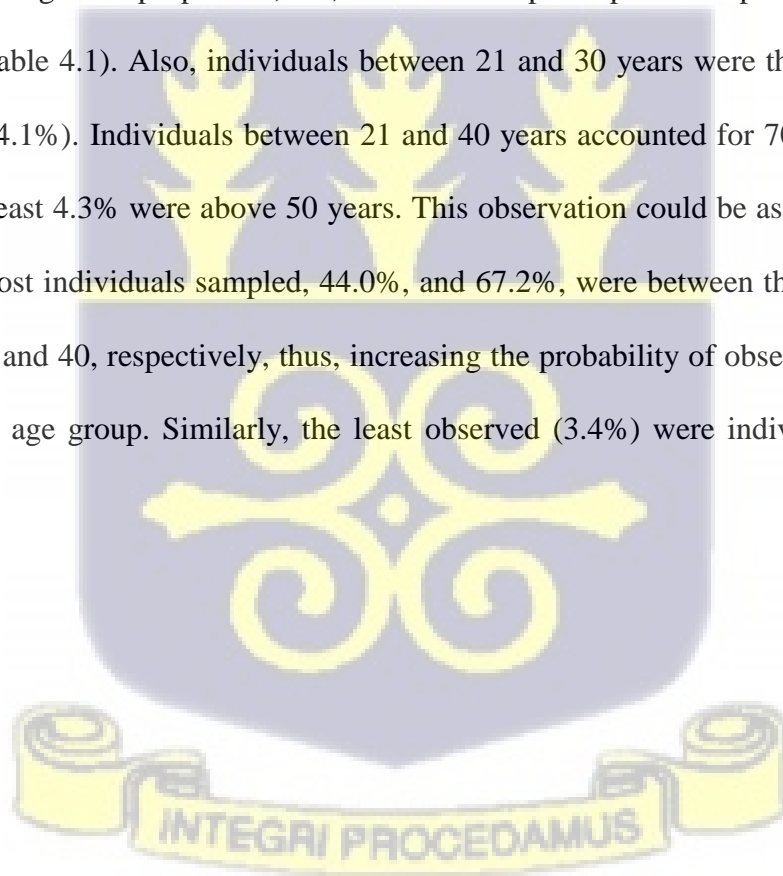 able 4.1). Also, individuals between 21 and 30 years were th
4.1%). Individuals between 21 and 40 years accounted for 70
east 4.3% were above 50 years. This observation could be as
ost individuals sampled, 44.0%, and 67.2%, were between th
and 40, respectively, thus, increasing the probability of obse
age group. Similarly, the least observed (3.4%) were indiv
INTEGRI PROCEDAMUS